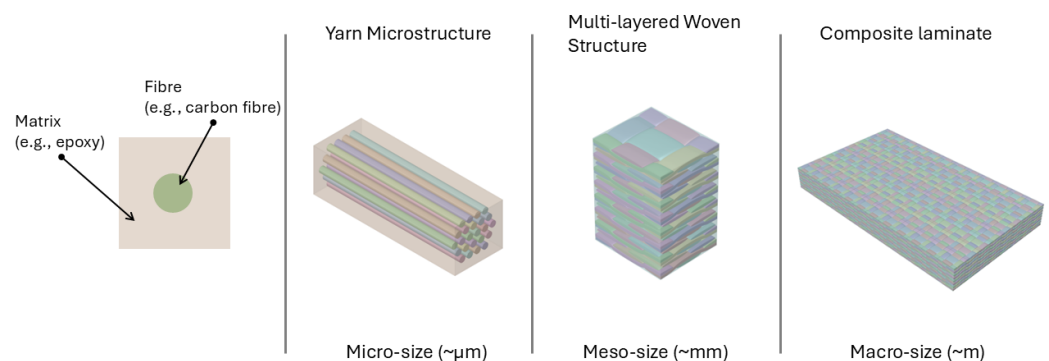 Matrix
(e.g., epoxy)
Fibre
(e.g., carbon fibre)
Yarn Microstructure
Micro-size (~μm)
Multi-layered Woven
Structure
Meso-size (~mm)
Composite laminate
Macro-size (~m)